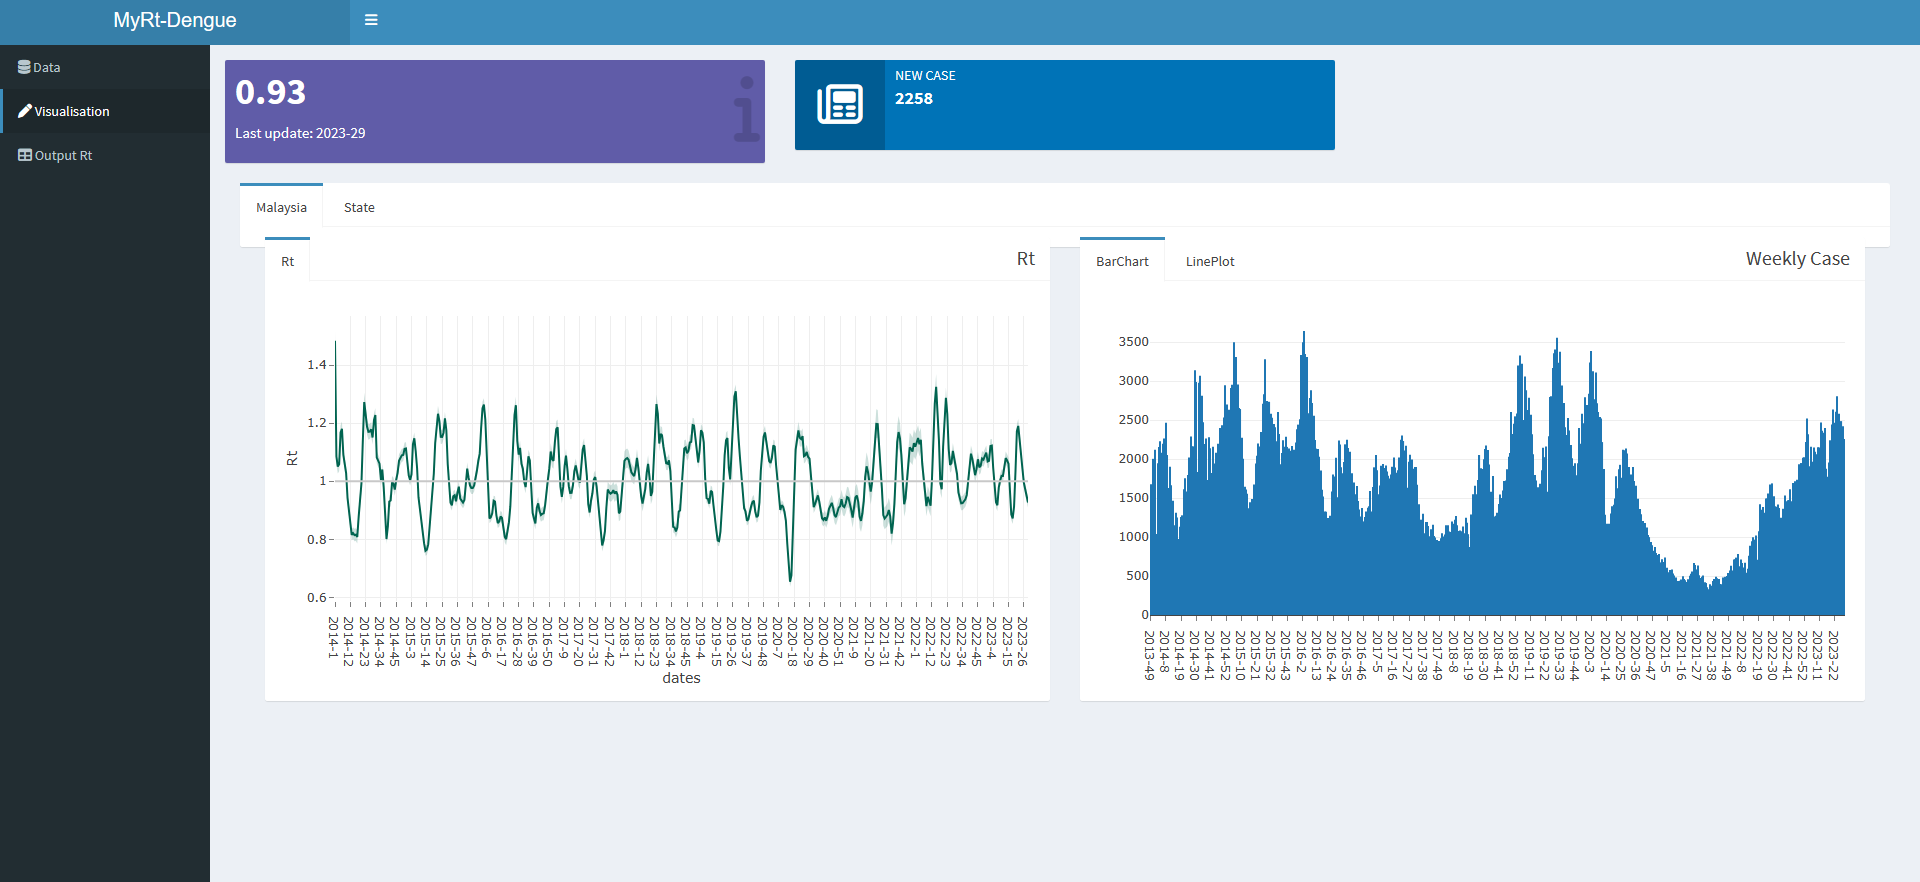 MyRt-Dengue
Data
Visualisation
Output Rt
0.93
Last update: 2023-29
NEW CASE
2258
Malaysia State
Rt Rt
1.4
1.2
1
0.8
0.6
Rt
2014-1 2014-12 2014-23 2014-34 2014-45 2015-3 2015-14 2015-25 2015-36 2015-47 2016-6 2016-17 2016-28 2016-39 2016-50 2017-9 2017-20 2017-31 2017-42 2018-1 2018-12 2018-23 2018-34 2018-45 2019-4 2019-15 2019-26 2019-37 2019-48 2020-7 2020-18 2020-29 2020-40 2020-51 2021-9 2021-20 2021-31 2021-42 2022-1 2022-12 2022-23 2022-34 2022-45 2023-4 2023-15 2023-26
dates
BarChart LinePlot Weekly Case
3500
3000
2500
2000
1500
1000
500
0
2013-49 2014-8 2014-19 2014-30 2014-41 2014-52 2015-10 2015-21 2015-32 2015-43 2016-2 2016-13 2016-24 2016-35 2016-46 2017-5 2017-16 2017-27 2017-38 2017-49 2018-8 2018-19 2018-30 2018-41 2018-52 2019-11 2019-22 2019-33 2019-44 2020-3 2020-14 2020-25 2020-36 2020-47 2021-5 2021-16 2021-27 2021-38 2021-49 2022-8 2022-19 2022-30 2022-41 2022-52 2023-11 2023-22